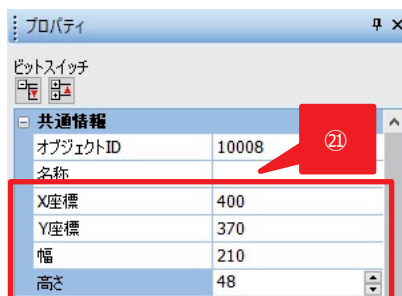 プロパティ
ビットスイッチ
共通情報
オブジェクトID 10008
㉑
名称
X座標 400
Y座標 370
幅 210
高さ 48